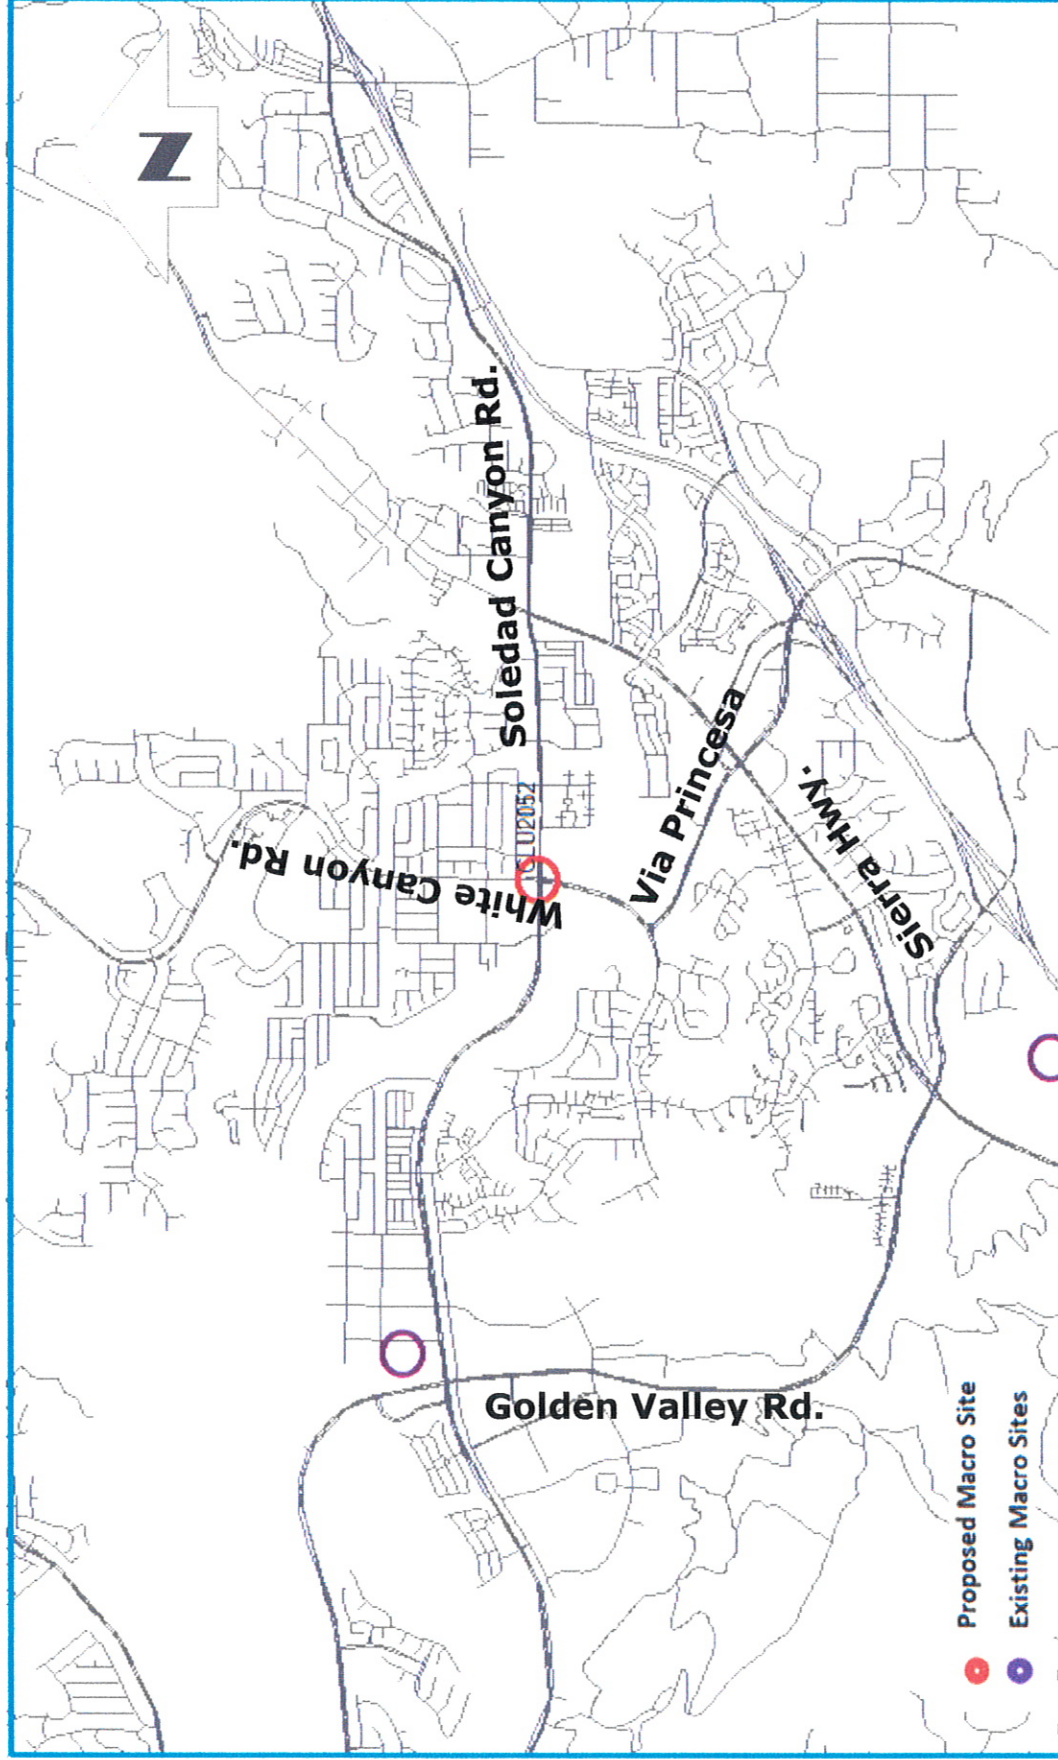 N
Soledad Canyon Rd.
White Canyon Rd.
CLU2052
Via Princesa
Sierra Hwy.
Golden Valley Rd.
Proposed Macro Site
Existing Macro Sites